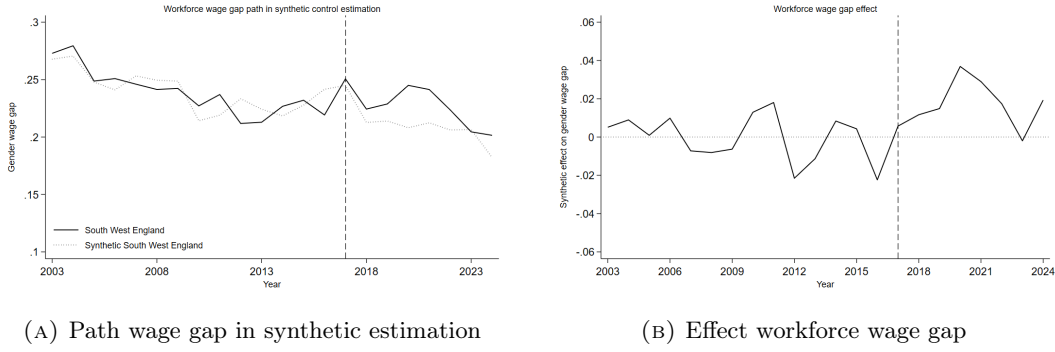 Workforce wage gap path in synthetic control estimation
.3
.25
.2
.15
.1
Gender wage gap
South West England
Synthetic South West England
2003 2008 2013 2018 2023
Year
(A) Path wage gap in synthetic estimation
Workforce wage gap effect
.06
.04
.02
0
-.02
-.04
-.06
Synthetic effect on gender wage gap
2003 2006 2009 2012 2015 2018 2021 2024
Year
(B) Effect workforce wage gap